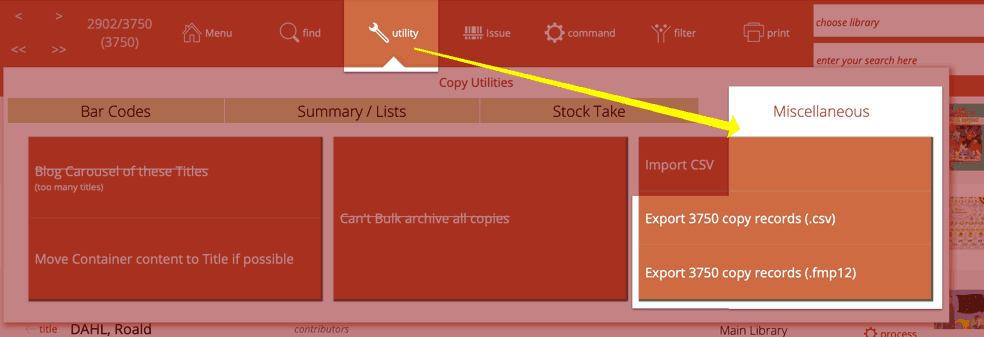 < >
2902/3750
(3750)
<< >>
Menu
find
utility
Issue
command
filter
print
choose library
enter your search here
Copy Utilities
Bar Codes
Summary / Lists
Stock Take
Miscellaneous
Blog Carousel of these Titles
(too many titles)
Move Container content to Title if possible
Can't Bulk archive all copies
Import CSV
Export 3750 copy records (.csv)
Export 3750 copy records (.fmp12)
title DAHL, Roald
contributors
Main Library
process